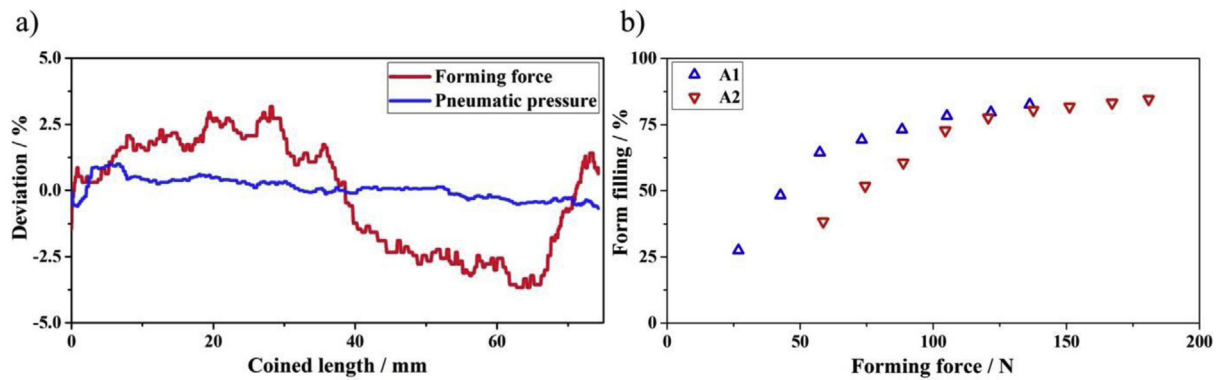 a)
5.0
2.5
0.0
-2.5
-5.0
Deviation / %
Forming force
Pneumatic pressure
0
20
40
60
Coined length / mm
b)
100
75
50
25
0
Form filling / %
A1
A2
0
50
100
150
200
Forming force / N